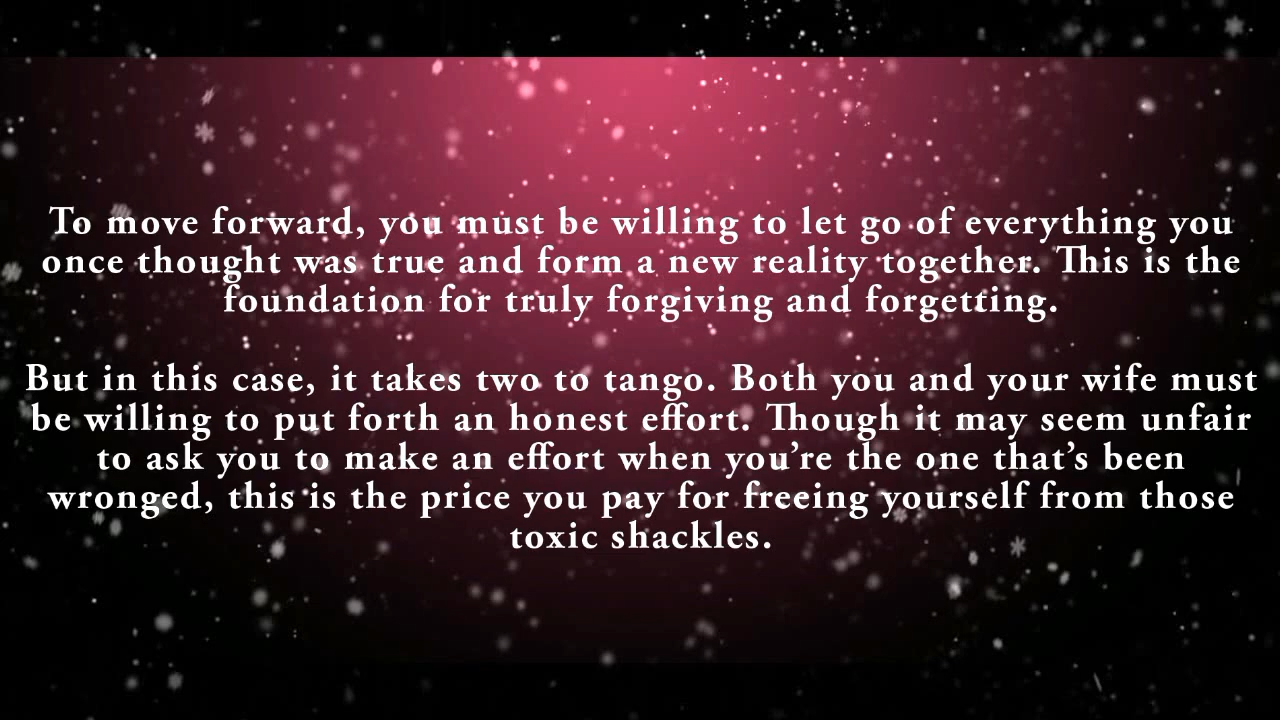 To move forward, you must be willing to let go of everything you
once thought was true and form a new reality together. This is the
foundation for truly forgiving and forgetting.
But in this case, it takes two to tango. Both you and your wife must
be willing to put forth an honest effort. Though it may seem unfair
to ask you to make an effort when you’re the one that’s been
wronged, this is the price you pay for freeing yourself from those
toxic shackles.